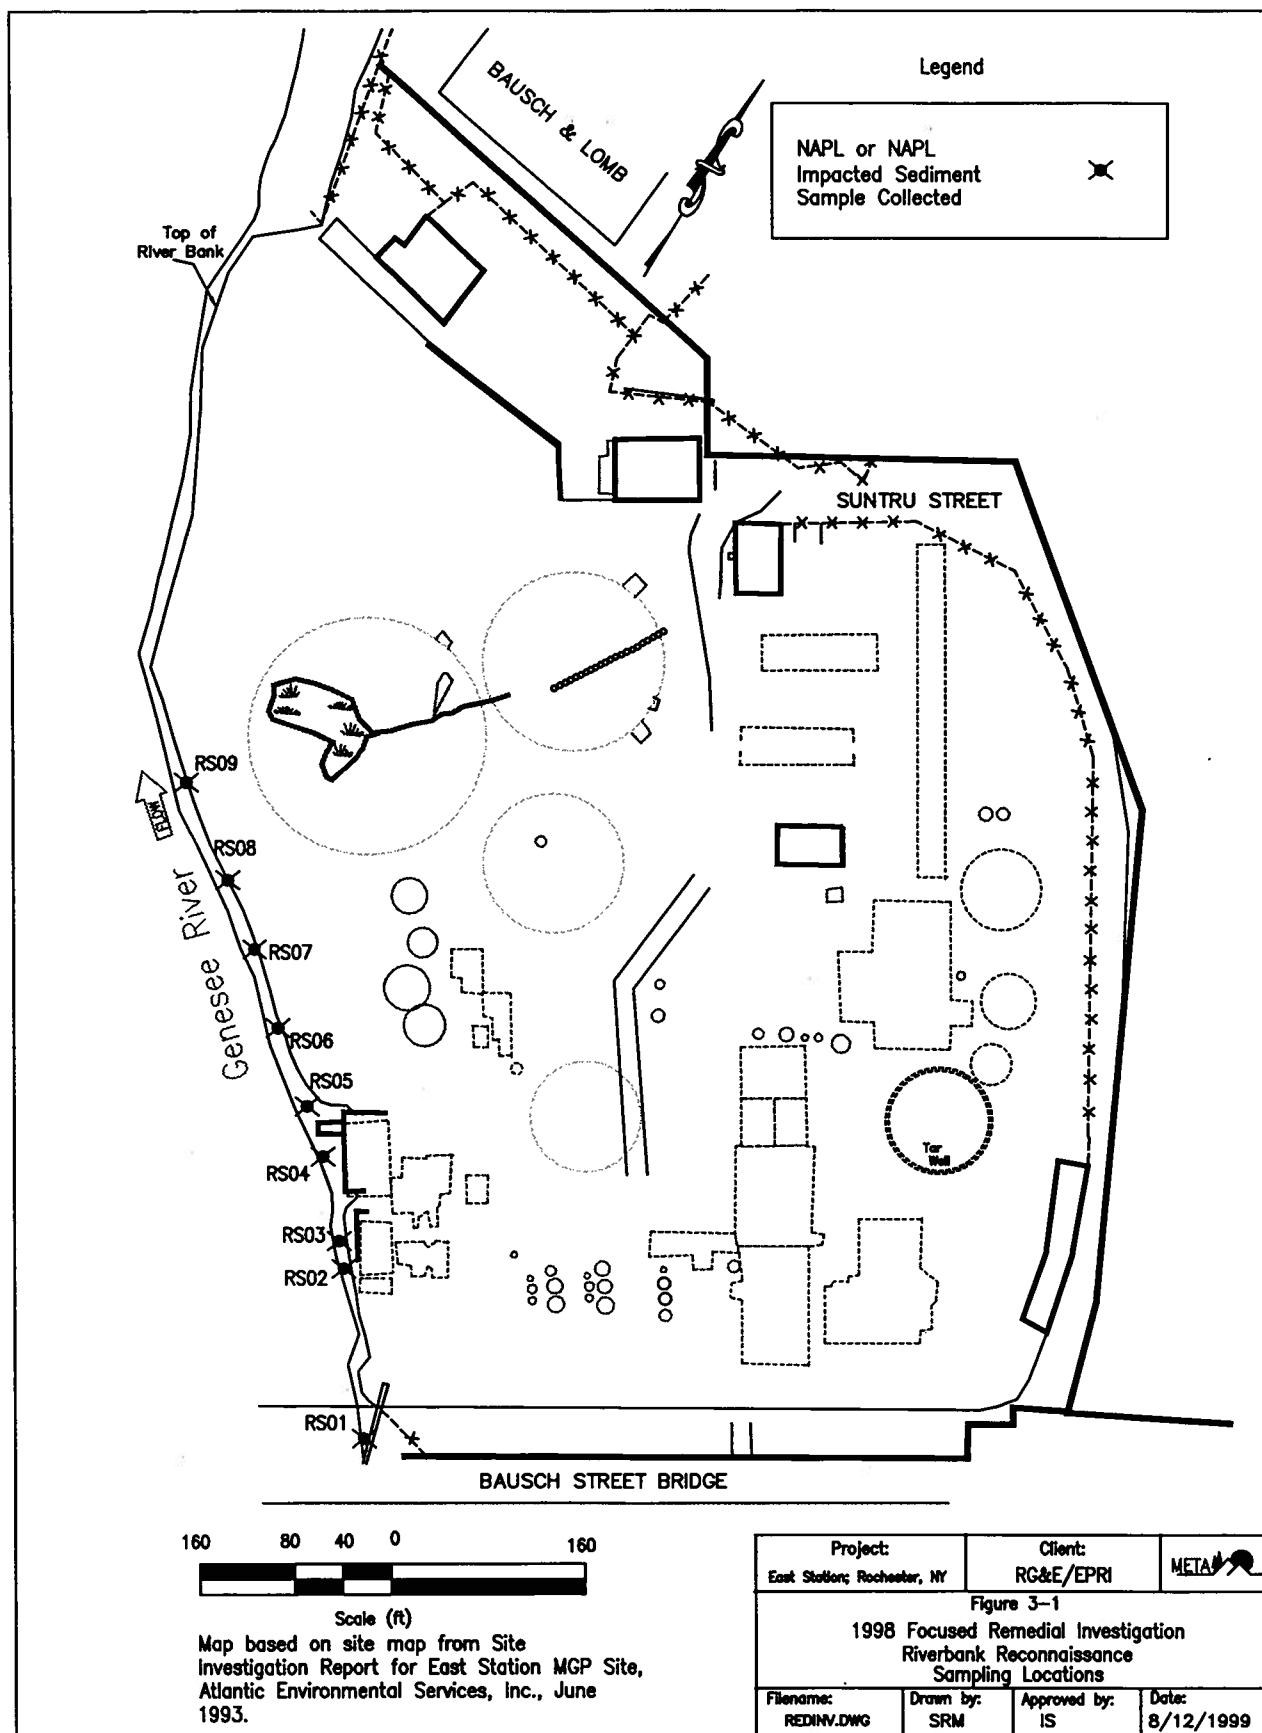 Legend
NAPL or NAPL
Impacted Sediment
Sample Collected
BAUSCH & LOMB
Top of
River Bank
SUNTRU STREET
RS09
FLOW
RS08
Genesee River
RS07
RS06
RS05
RS04
Tar
Well
RS03
RS02
RS01
BAUSCH STREET BRIDGE
160 80 40 0 160
Scale (ft)
Map based on site map from Site
Investigation Report for East Station MGP Site,
Atlantic Environmental Services, Inc., June
1993.
Project:
East Station; Rochester, NY
Client:
RG&E/EPRI
META
Figure 3-1
1998 Focused Remedial Investigation
Riverbank Reconnaissance
Sampling Locations
Filename:
REDINV.DWG
Drawn by:
SRM
Approved by:
IS
Date:
8/12/1999